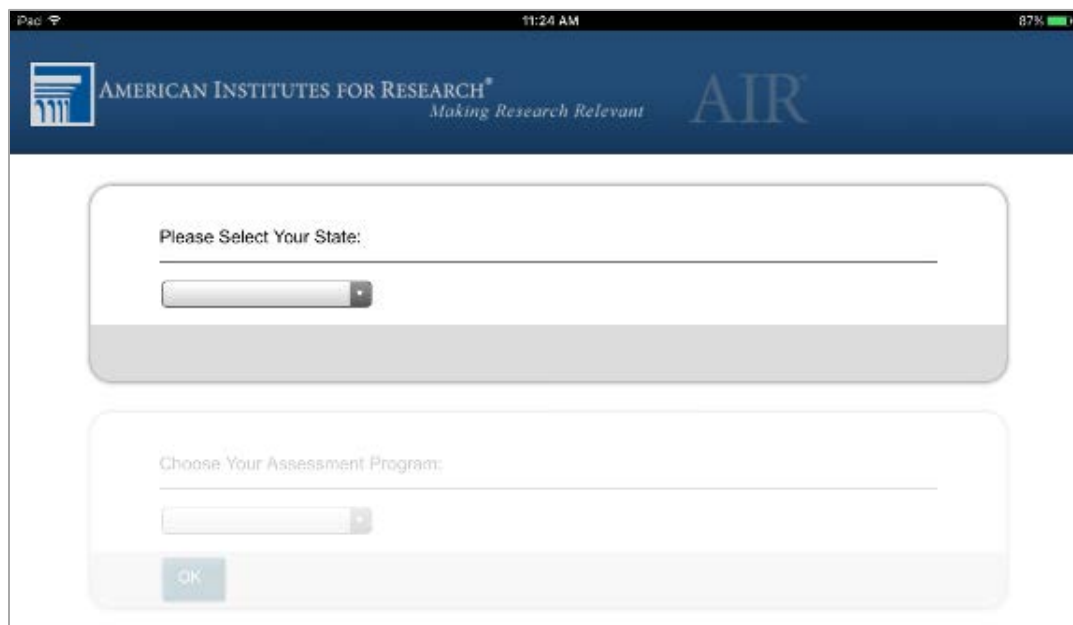 iPad 11:24 AM 87%
AMERICAN INSTITUTES FOR RESEARCH®
Making Research Relevant
AIR
Please Select Your State:
Choose Your Assessment Program:
OK